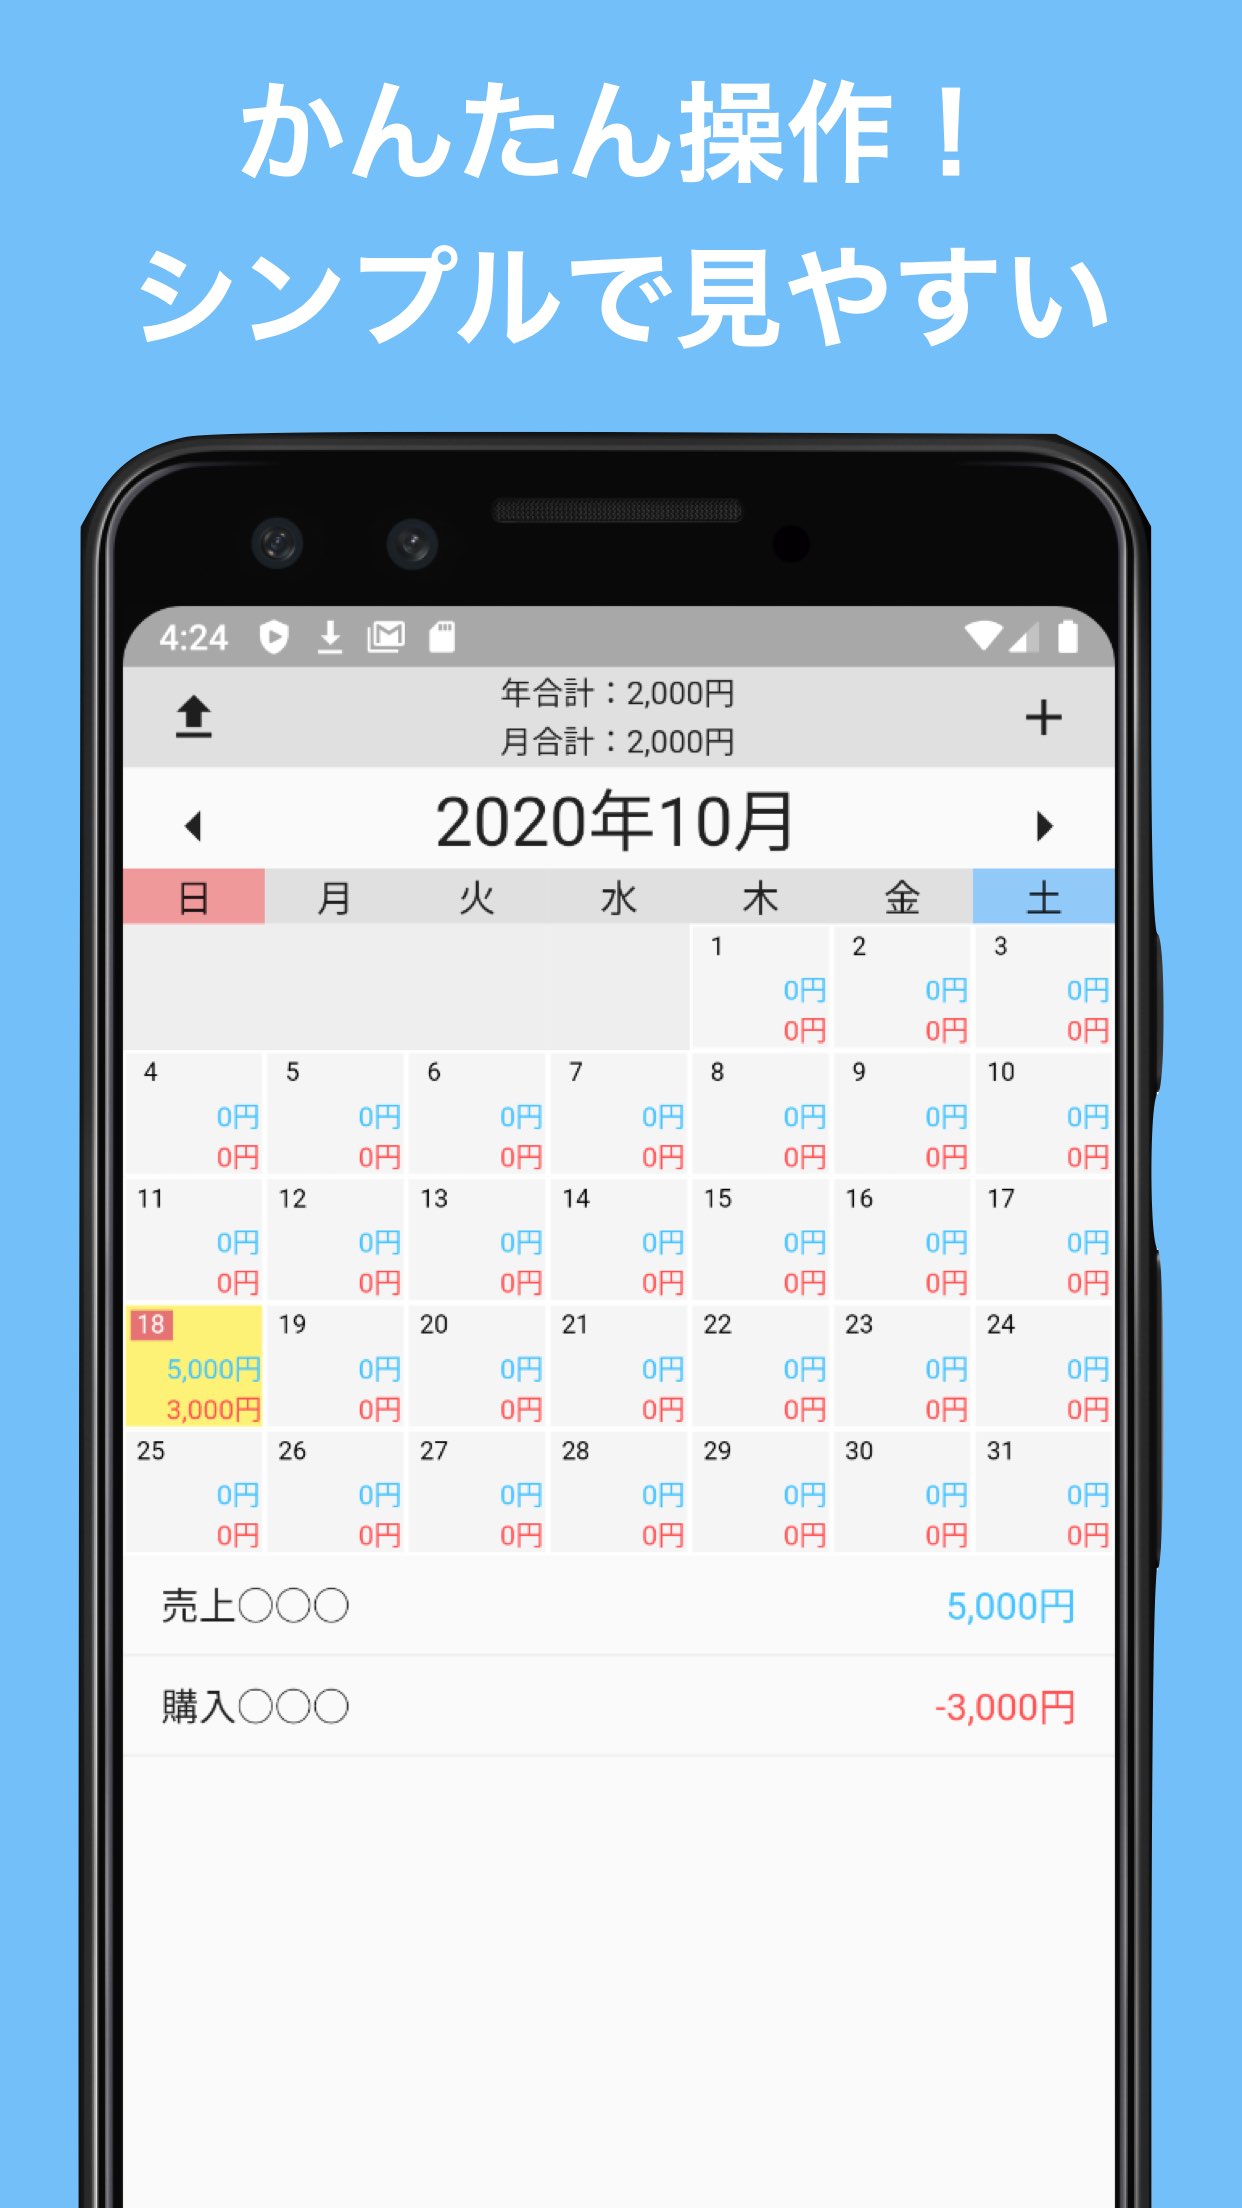 かんたん操作！
シンプルで見やすい
4:24
年合計：2,000円
月合計：2,000円
2020年10月
日 月 火 水 木 金 土
1 2 3
0円 0円 0円
0円 0円 0円
4 5 6 7 8 9 10
0円 0円 0円 0円 0円 0円 0円
0円 0円 0円 0円 0円 0円 0円
11 12 13 14 15 16 17
0円 0円 0円 0円 0円 0円 0円
0円 0円 0円 0円 0円 0円 0円
18 19 20 21 22 23 24
5,000円 0円 0円 0円 0円 0円 0円
3,000円 0円 0円 0円 0円 0円 0円
25 26 27 28 29 30 31
0円 0円 0円 0円 0円 0円 0円
0円 0円 0円 0円 0円 0円 0円
売上〇〇〇 5,000円
購入〇〇〇 -3,000円